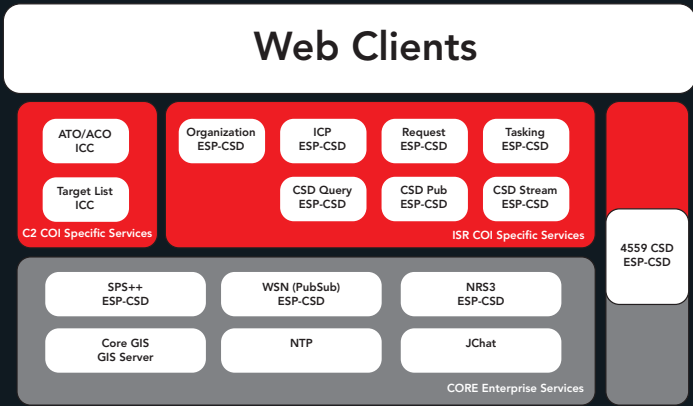 Web Clients
ATO/ACO
ICC
Target List
ICC
C2 COI Specific Services
Organization
ESP-CSD
ICP
ESP-CSD
Request
ESP-CSD
Tasking
ESP-CSD
CSD Query
ESP-CSD
CSD Pub
ESP-CSD
CSD Stream
ESP-CSD
ISR COI Specific Services
4559 CSD
ESP-CSD
SPS++
ESP-CSD
WSN (PubSub)
ESP-CSD
NRS3
ESP-CSD
Core GIS
GIS Server
NTP
JChat
CORE Enterprise Services